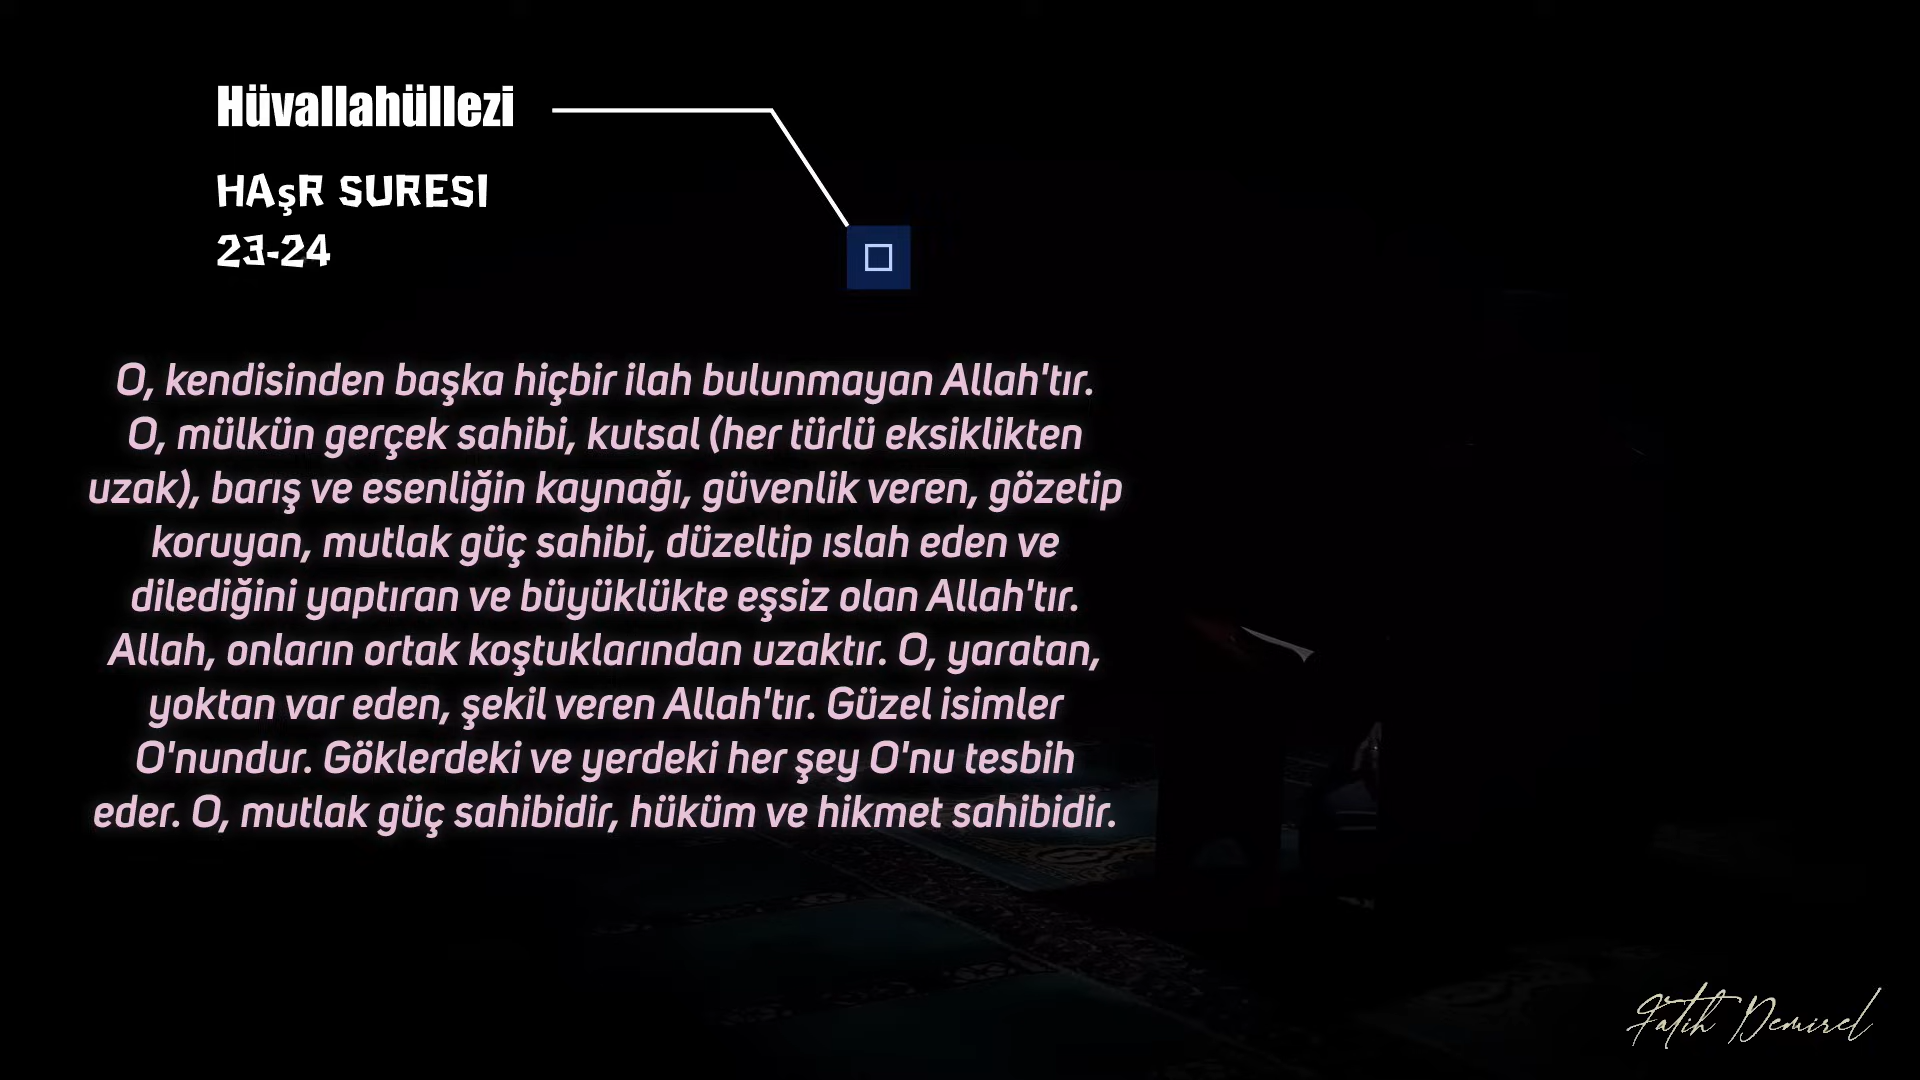 Hüvallahüllezi
HAşR SURESI
23-24
O, kendisinden başka hiçbir ilah bulunmayan Allah'tır.
O, mülkün gerçek sahibi, kutsal (her türlü eksiklikten
uzak), barış ve esenliğin kaynağı, güvenlik veren, gözetip
koruyan, mutlak güç sahibi, düzeltip ıslah eden ve
dilediğini yaptıran ve büyüklükte eşsiz olan Allah'tır.
Allah, onların ortak koştuklarından uzaktır. O, yaratan,
yoktan var eden, şekil veren Allah'tır. Güzel isimler
O'nundur. Göklerdeki ve yerdeki her şey O'nu tesbih
eder. O, mutlak güç sahibidir, hüküm ve hikmet sahibidir.
Fatih Demirel